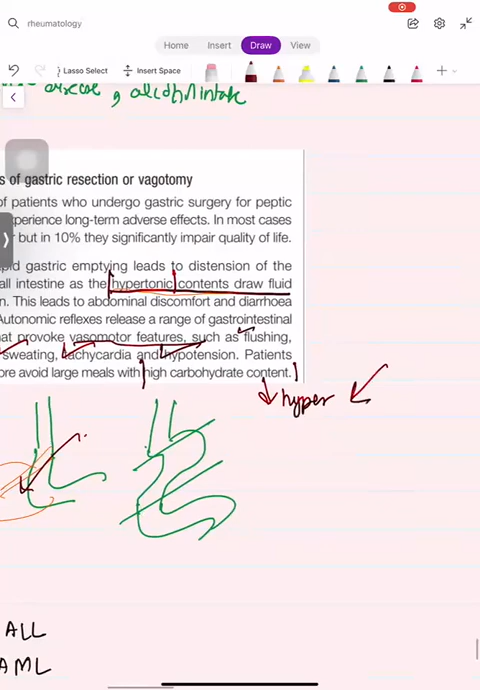 rheumatology
Home Insert Draw View
Lasso Select Insert Space
disease, alcohol intake
s of gastric resection or vagotomy
of patients who undergo gastric surgery for peptic
xperience long-term adverse effects. In most cases
r but in 10% they significantly impair quality of life.
pid gastric emptying leads to distension of the
all intestine as the hypertonic contents draw fluid
n. This leads to abdominal discomfort and diarrhoea
Autonomic reflexes release a range of gastrointestinal
hat provoke vasomotor features, such as flushing,
sweating, tachycardia and hypotension. Patients
ore avoid large meals with high carbohydrate content.
↓ hyper
ALL
AML